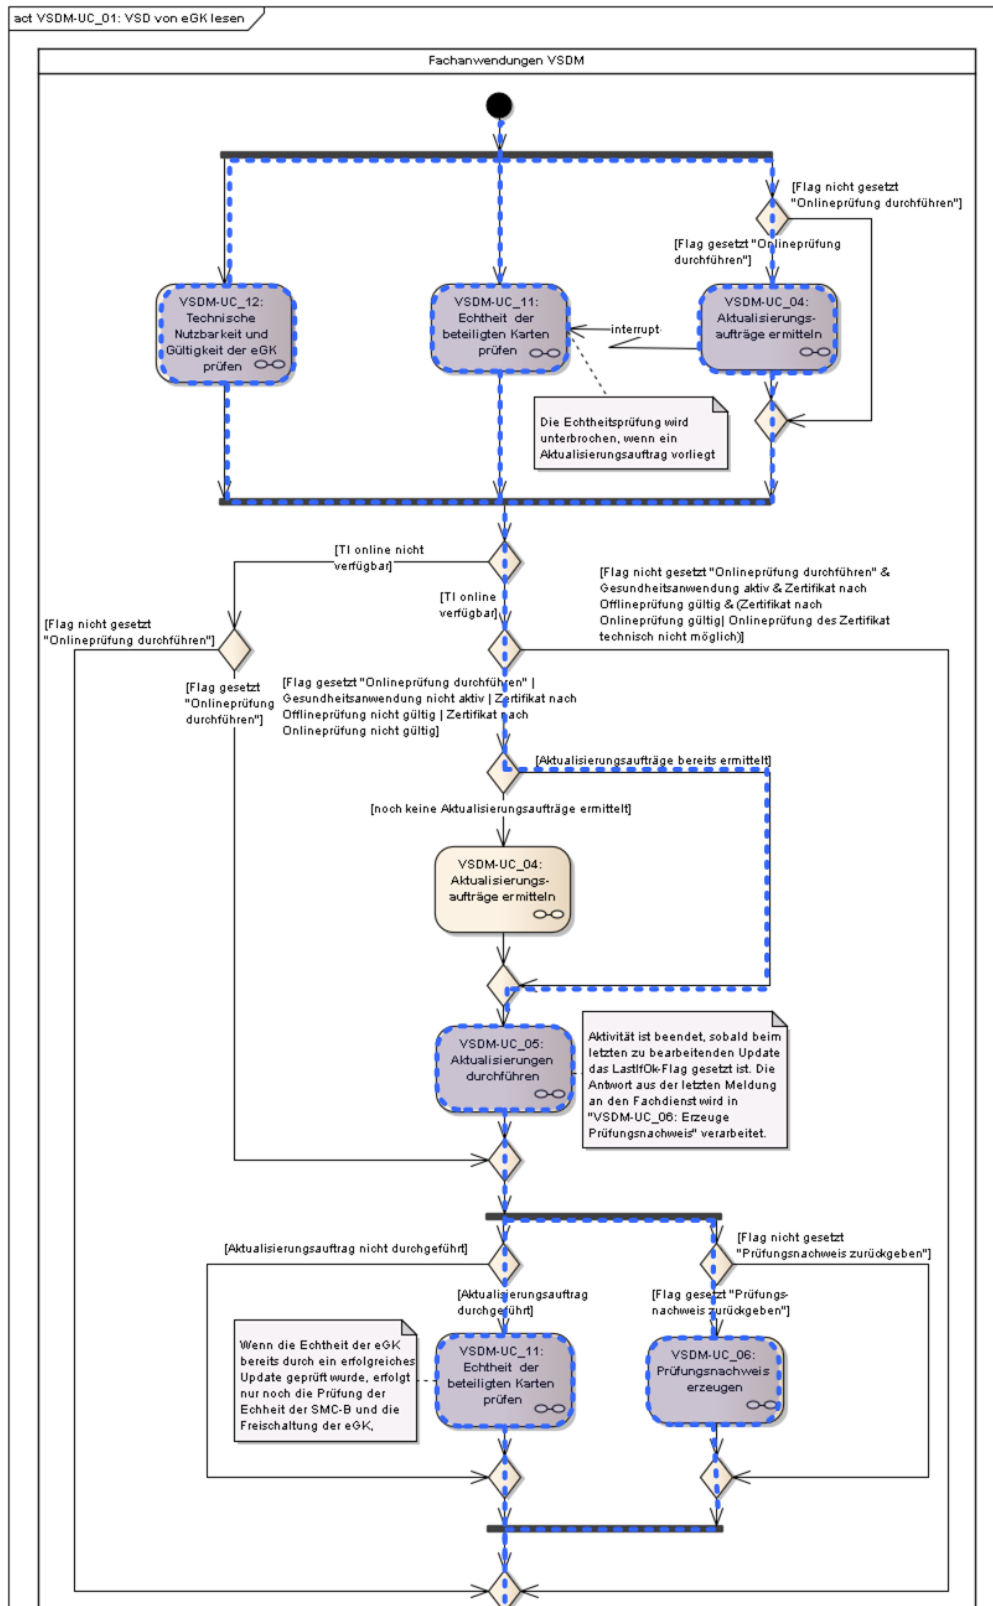 act VSDM-UC_01: VSD von eGK lesen
Fachanwendungen VSDM
[Flag nicht gesetzt
"Onlineprüfung durchführen"]
[Flag gesetzt "Onlineprüfung
durchführen"]
VSDM-UC_12:
Technische
Nutzbarkeit und
Gültigkeit der eGK
prüfen
VSDM-UC_11:
Echtheit der
beteiligten Karten
prüfen
interrupt
VSDM-UC_04:
Aktualisierungs-
aufträge ermitteln
Die Echtheitsprüfung wird
unterbrochen, wenn ein
Aktualisierungsauftrag vorliegt
[TI online nicht
verfügbar]
[TI online
verfügbar]
[Flag nicht gesetzt "Onlineprüfung durchführen" &
Gesundheitsanwendung aktiv & Zertifikat nach
Offlineprüfung gültig & (Zertifikat nach
Onlineprüfung gültig| Onlineprüfung des Zertifikat
technisch nicht möglich)]
[Flag nicht gesetzt
"Onlineprüfung durchführen"]
[Flag gesetzt
"Onlineprüfung
durchführen"]
[Flag gesetzt "Onlineprüfung durchführen" |
Gesundheitsanwendung nicht aktiv | Zertifikat nach
Offlineprüfung nicht gültig | Zertifikat nach
Onlineprüfung nicht gültig]
[Aktualisierungsaufträge bereits ermittelt]
[noch keine Aktualisierungsaufträge ermittelt]
VSDM-UC_04:
Aktualisierungs-
aufträge ermitteln
VSDM-UC_05:
Aktualisierungen
durchführen
Aktivität ist beendet, sobald beim
letzten zu bearbeitenden Update
das LastIfOk-Flag gesetzt ist. Die
Antwort aus der letzten Meldung
an den Fachdienst wird in
"VSDM-UC_06: Erzeuge
Prüfungsnachweis" verarbeitet.
[Aktualisierungsauftrag nicht durchgeführt]
[Flag nicht gesetzt
"Prüfungsnachweis zurückgeben"]
[Aktualisierungsauftrag
durchgeführt]
[Flag gesetzt "Prüfungs-
nachweis zurückgeben"]
Wenn die Echtheit der eGK
bereits durch ein erfolgreiches
Update geprüft wurde, erfolgt
nur noch die Prüfung der
Echheit der SMC-B und die
Freischaltung der eGK,
VSDM-UC_11:
Echtheit der
beteiligten Karten
prüfen
VSDM-UC_06:
Prüfungsnachweis
erzeugen